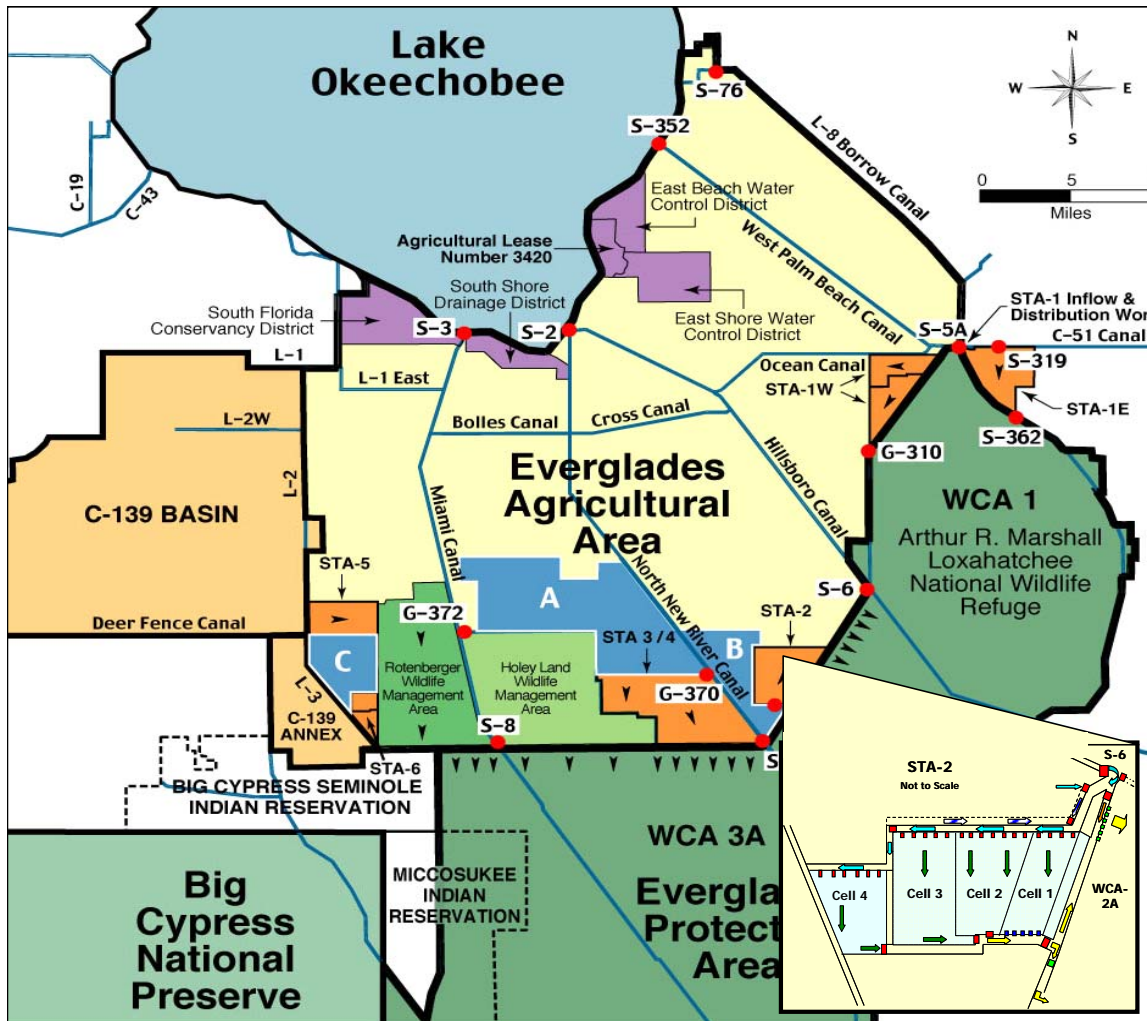 Lake
Okeechobee
N
W
E
S
S-76
S-352
L-8 Borrow Canal
C-19
C-43
0
5
Miles
East Beach Water
Control District
Agricultural Lease
Number 3420
West Palm Beach Canal
South Shore
Drainage District
South Florida
Conservancy District
S-3
S-2
East Shore Water
Control District
STA-1 Inflow &
Distribution Wor
S-5A
C-51 Canal
L-1
Ocean Canal
S-319
STA-1W
L-1 East
STA-1E
Bolles Canal
Cross Canal
S-362
L-2W
G-310
L-2
Everglades
Agricultural
Area
Hillsboro Canal
WCA 1
Arthur R. Marshall
Loxahatchee
National Wildlife
Refuge
C-139 BASIN
Miami Canal
North New River Canal
STA-5
S-6
A
G-372
Deer Fence Canal
STA-2
STA 3/4
B
C
Rotenberger
Wildlife
Management
Area
Holey Land
Wildlife
Management
Area
G-370
L-3
C-139
ANNEX
S-8
S
STA-6
BIG CYPRESS SEMINOLE
INDIAN RESERVATION
WCA 3A
MICCOSUKEE
INDIAN
RESERVATION
Evergla
Protect
Area
Big
Cypress
National
Preserve
STA-2
Not to Scale
S-6
Cell 4
Cell 3
Cell 2
Cell 1
WCA-
2A